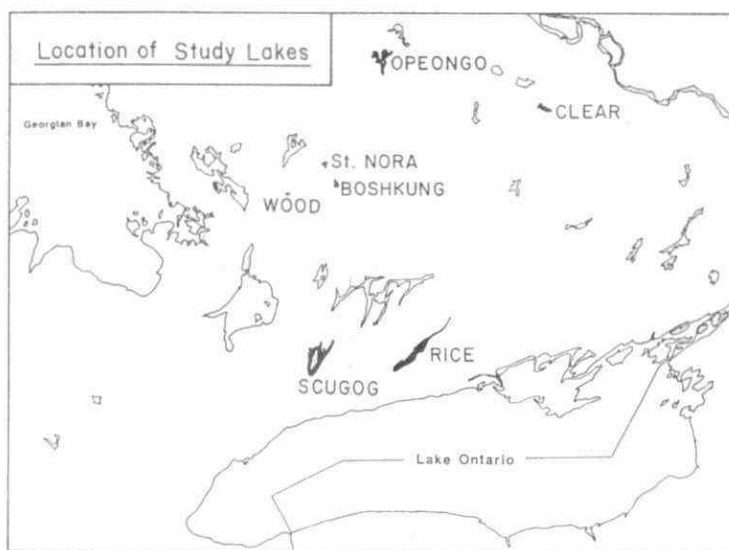 Location of Study Lakes
OPEONGO
CLEAR
Georgian Bay
St. NORA
BOSHKUNG
WOOD
RICE
SCUGOG
Lake Ontario